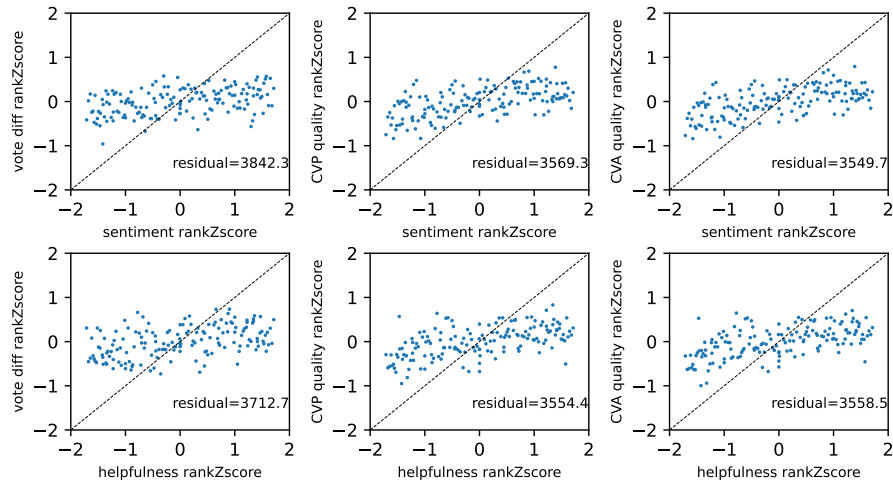 2
1
0
−1
−2
−2 −1 0 1 2
vote diff rankZscore
sentiment rankZscore
residual=3842.3
2
1
0
−1
−2
−2 −1 0 1 2
CVP quality rankZscore
sentiment rankZscore
residual=3569.3
2
1
0
−1
−2
−2 −1 0 1 2
CVA quality rankZscore
sentiment rankZscore
residual=3549.7
2
1
0
−1
−2
−2 −1 0 1 2
vote diff rankZscore
helpfulness rankZscore
residual=3712.7
2
1
0
−1
−2
−2 −1 0 1 2
CVP quality rankZscore
helpfulness rankZscore
residual=3554.4
2
1
0
−1
−2
−2 −1 0 1 2
CVA quality rankZscore
helpfulness rankZscore
residual=3558.5